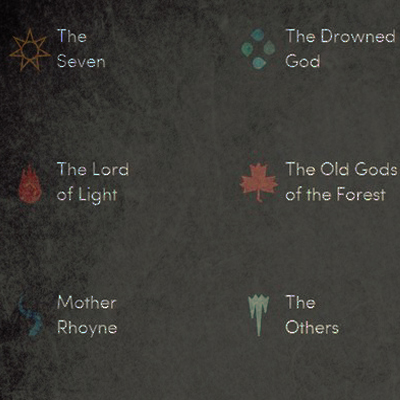 The
Seven
The Drowned
God
The Lord
of Light
The Old Gods
of the Forest
Mother
Rhoyne
The
Others